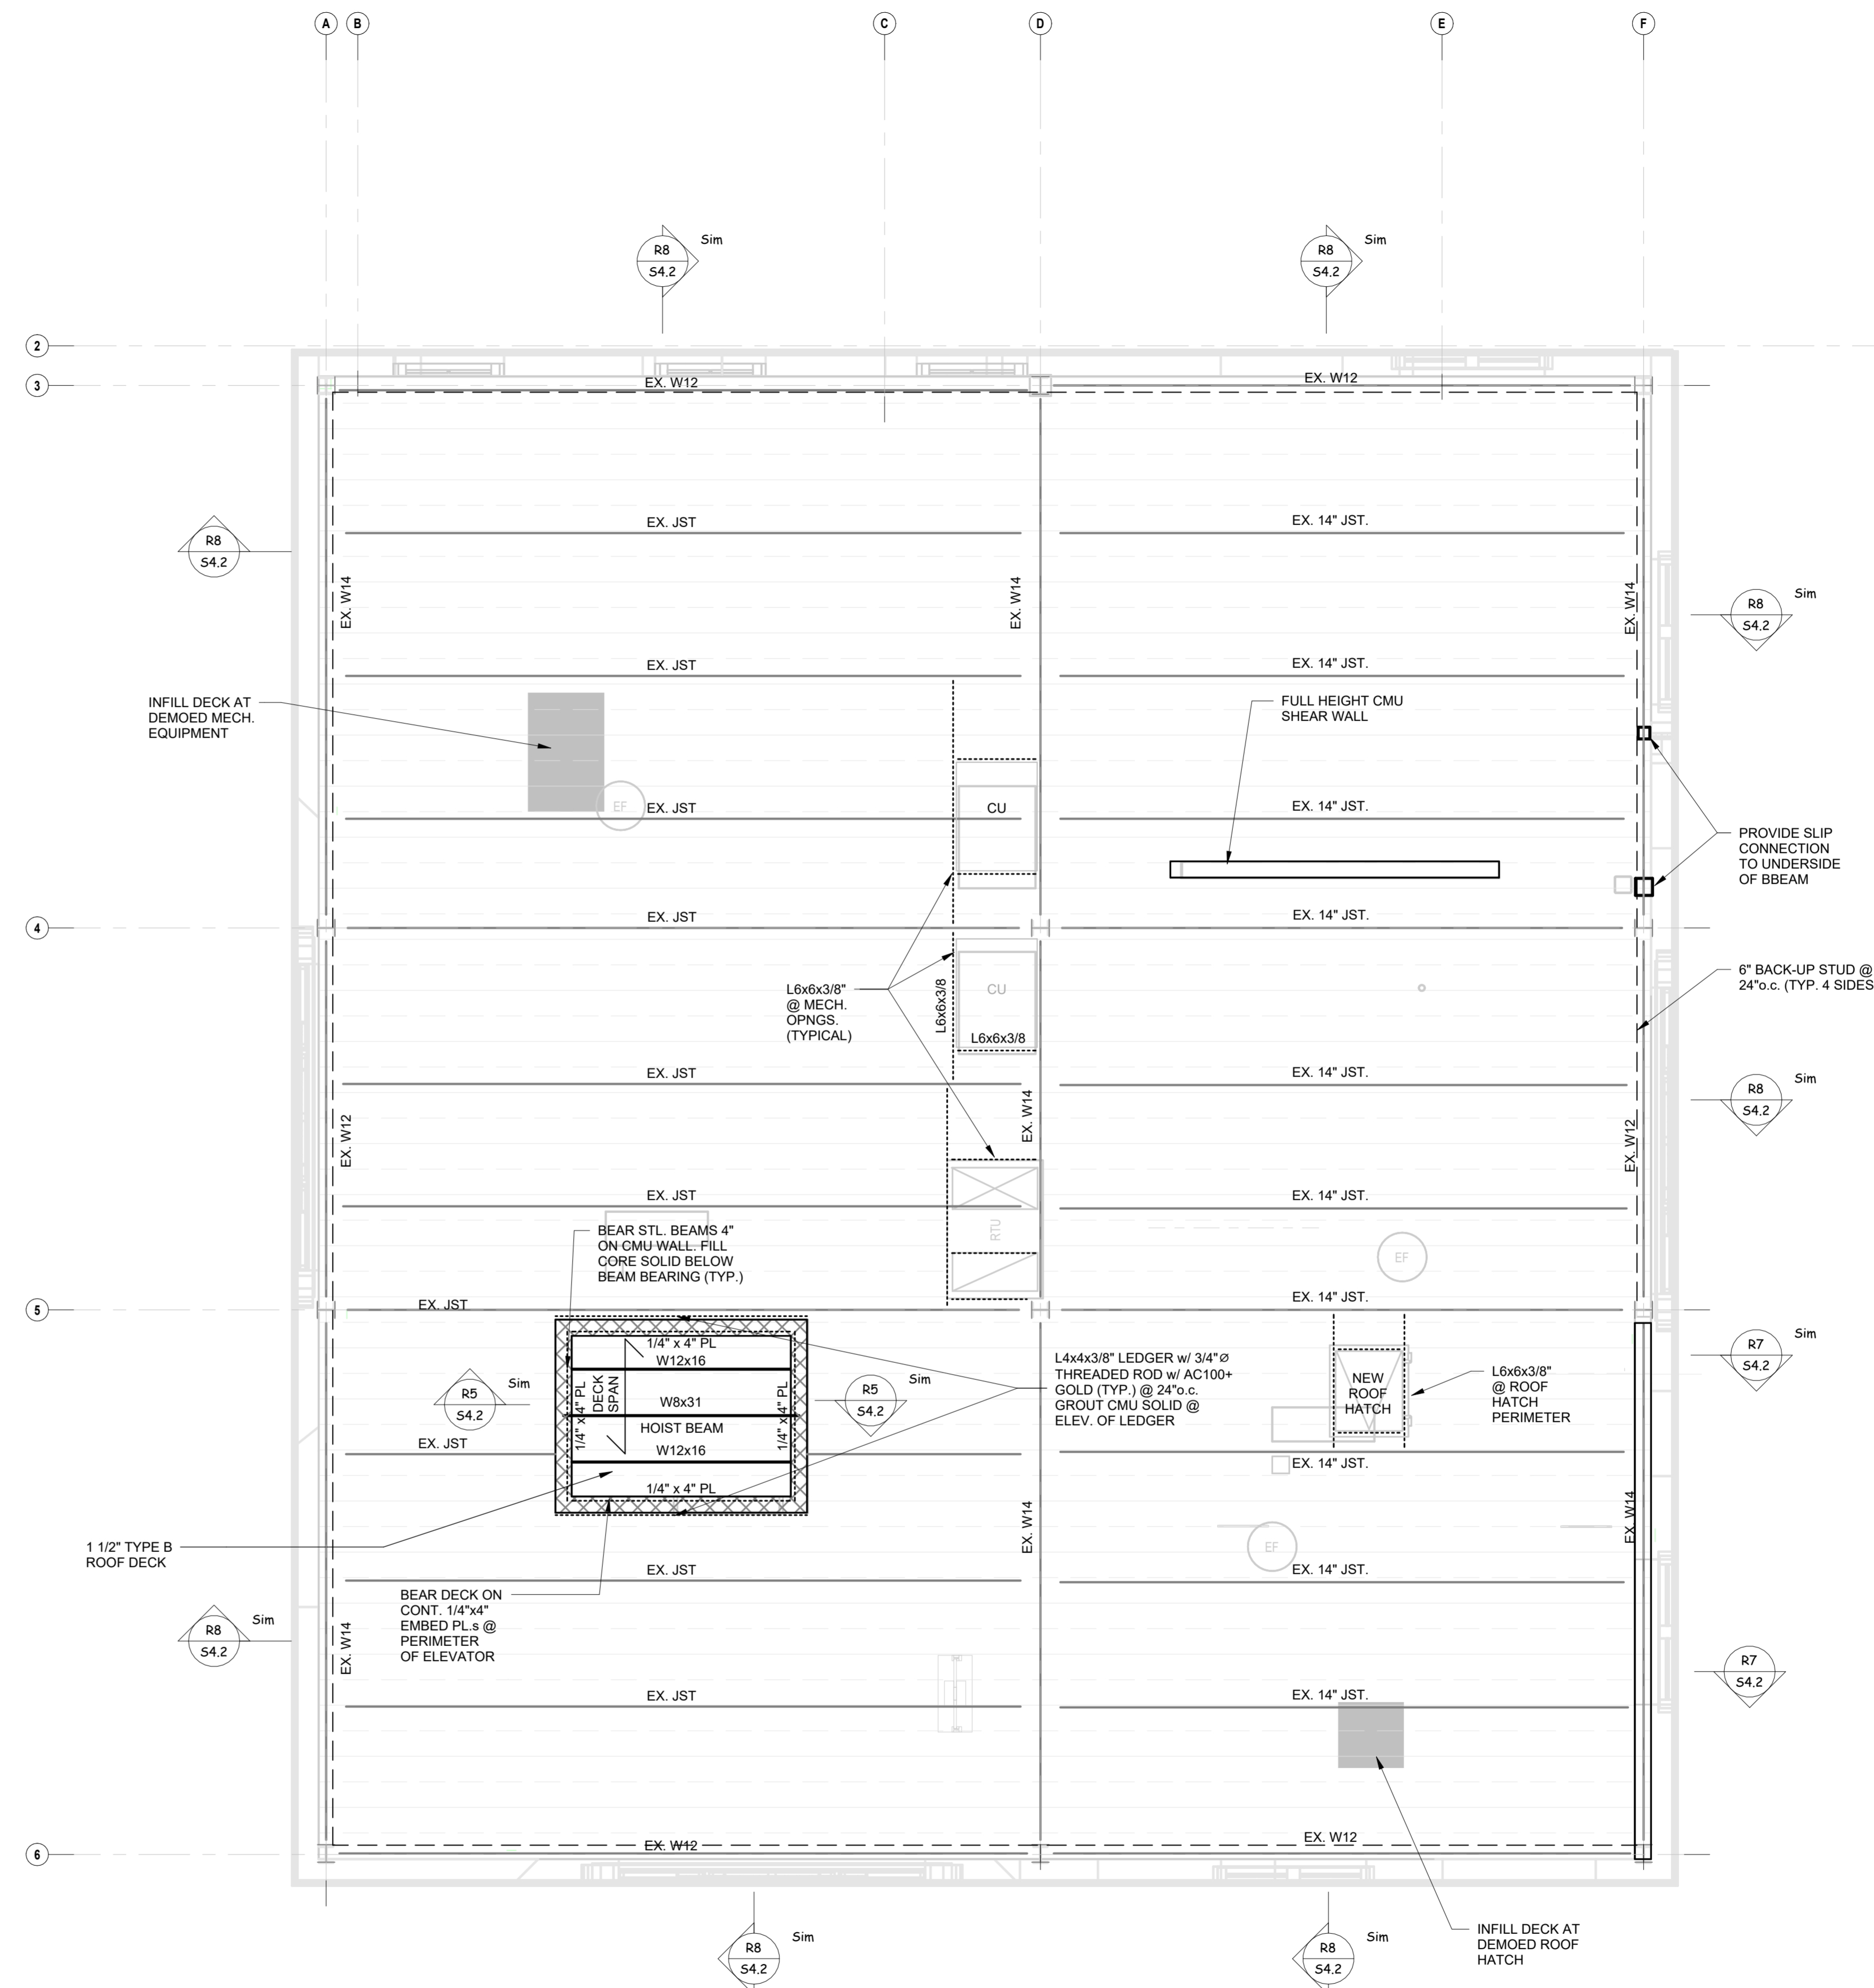 A
B
C
D
E
F
R8
S4.2
Sim
R8
S4.2
Sim
2
3
EX. W12
EX. W12
EX. JST
EX. 14" JST.
R8
S4.2
EX. W14
EX. W14
EX. W14
R8
S4.2
Sim
EX. JST
EX. 14" JST.
INFILL DECK AT
DEMOED MECH.
EQUIPMENT
FULL HEIGHT CMU
SHEAR WALL
EF
EX. JST
CU
EX. 14" JST.
PROVIDE SLIP
CONNECTION
TO UNDERSIDE
OF BBEAM
4
EX. JST
EX. 14" JST.
L6x6x3/8"
@ MECH.
OPNGS.
(TYPICAL)
L6x6x3/8
CU
L6x6x3/8
6" BACK-UP STUD @
24"o.c. (TYP. 4 SIDES
EX. JST
EX. 14" JST.
R8
S4.2
Sim
EX. W12
EX. W14
EX. W12
EX. JST
EX. 14" JST.
BEAR STL. BEAMS 4"
ON CMU WALL. FILL
CORE SOLID BELOW
BEAM BEARING (TYP.)
RTU
EF
5
EX. JST
EX. 14" JST.
1/4" x 4" PL
W12x16
DECK
SPAN
1/4" x 4" PL
W8x31
HOIST BEAM
1/4" x 4" PL
W12x16
1/4" x 4" PL
R5
S4.2
Sim
R5
S4.2
Sim
L4x4x3/8" LEDGER w/ 3/4"Ø
THREADED ROD w/ AC100+
GOLD (TYP.) @ 24"o.c.
GROUT CMU SOLID @
ELEV. OF LEDGER
NEW
ROOF
HATCH
L6x6x3/8"
@ ROOF
HATCH
PERIMETER
R7
S4.2
Sim
EX. JST
EX. 14" JST.
1 1/2" TYPE B
ROOF DECK
EX. W14
EX. W14
EF
EX. JST
EX. 14" JST.
BEAR DECK ON
CONT. 1/4"x4"
EMBED PL.s @
PERIMETER
OF ELEVATOR
R8
S4.2
Sim
EX. W14
R7
S4.2
EX. JST
EX. 14" JST.
6
EX. W12
EX. W12
INFILL DECK AT
DEMOED ROOF
HATCH
R8
S4.2
Sim
R8
S4.2
Sim